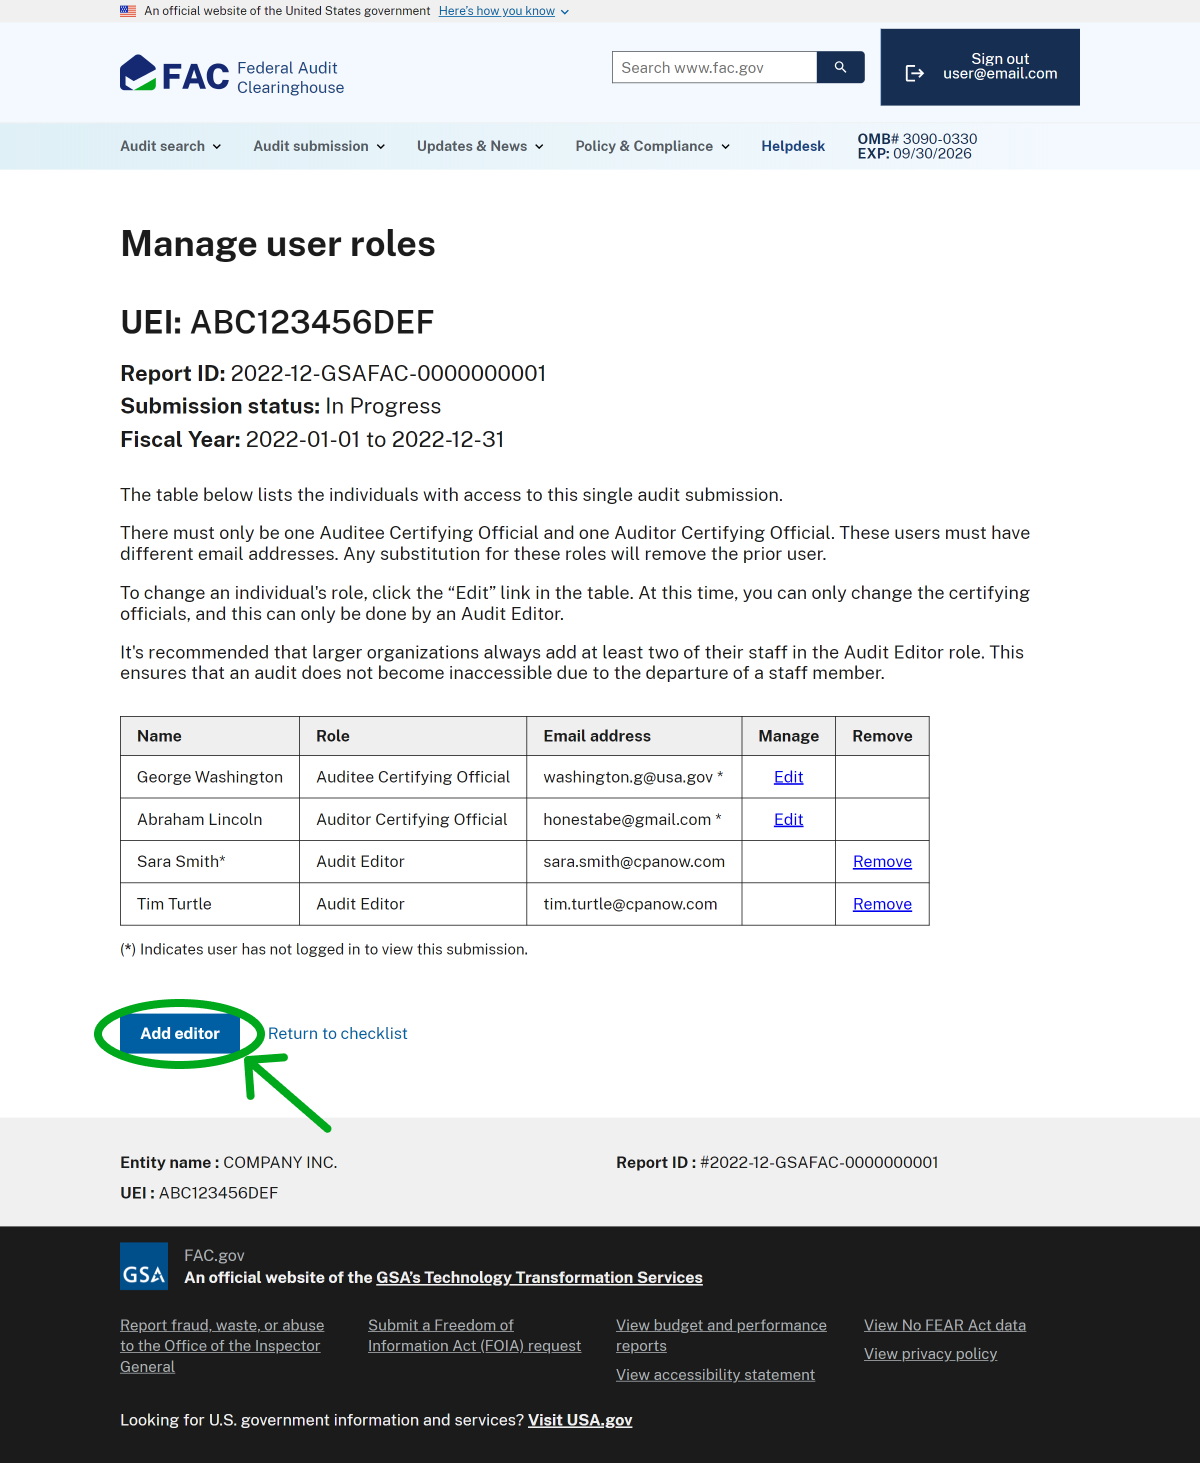 An official website of the United States government Here's how you know
FAC Federal Audit
Clearinghouse
Search www.fac.gov
Sign out
user@email.com
Audit search Audit submission Updates & News Policy & Compliance Helpdesk
OMB# 3090-0330
EXP: 09/30/2026
Manage user roles
UEI: ABC123456DEF
Report ID: 2022-12-GSAFAC-0000000001
Submission status: In Progress
Fiscal Year: 2022-01-01 to 2022-12-31
The table below lists the individuals with access to this single audit submission.
There must only be one Auditee Certifying Official and one Auditor Certifying Official. These users must have
different email addresses. Any substitution for these roles will remove the prior user.
To change an individual's role, click the “Edit” link in the table. At this time, you can only change the certifying
officials, and this can only be done by an Audit Editor.
It's recommended that larger organizations always add at least two of their staff in the Audit Editor role. This
ensures that an audit does not become inaccessible due to the departure of a staff member.
Name Role Email address Manage Remove
George Washington Auditee Certifying Official washington.g@usa.gov * Edit
Abraham Lincoln Auditor Certifying Official honestabe@gmail.com * Edit
Sara Smith* Audit Editor sara.smith@cpanow.com Remove
Tim Turtle Audit Editor tim.turtle@cpanow.com Remove
(*) Indicates user has not logged in to view this submission.
Add editor Return to checklist
Entity name : COMPANY INC. Report ID : #2022-12-GSAFAC-0000000001
UEI : ABC123456DEF
GSA
FAC.gov
An official website of the GSA's Technology Transformation Services
Report fraud, waste, or abuse
to the Office of the Inspector
General
Submit a Freedom of
Information Act (FOIA) request
View budget and performance
reports
View accessibility statement
View No FEAR Act data
View privacy policy
Looking for U.S. government information and services? Visit USA.gov